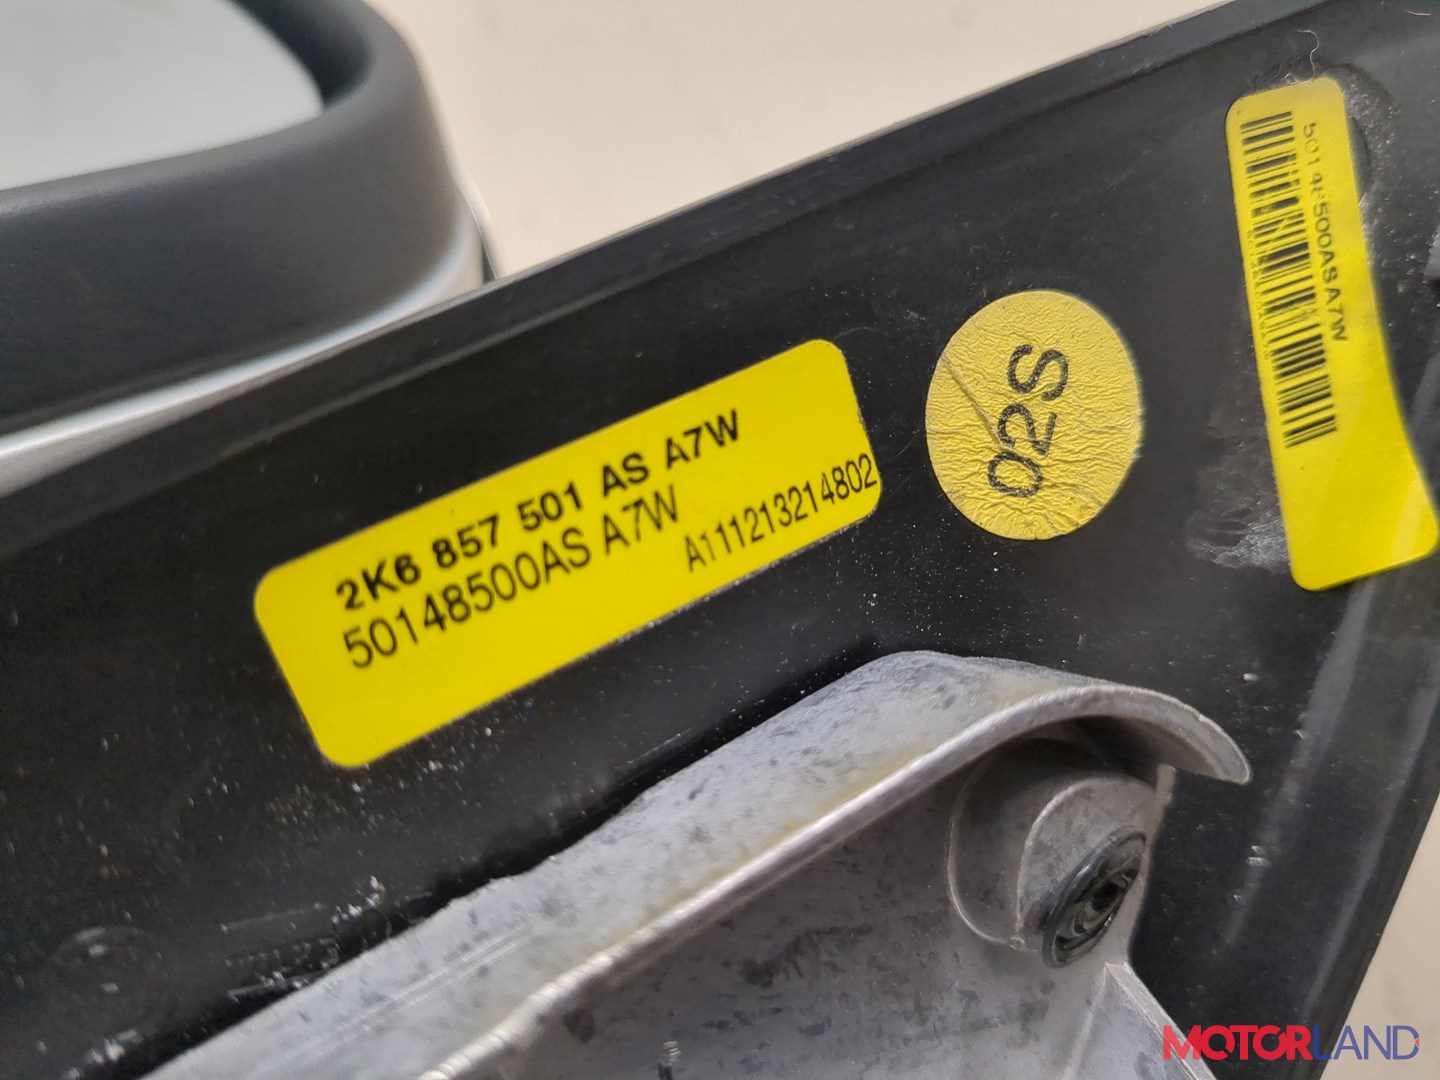 2K6 857 501 AS A7W
50148500AS A7W
A111213214802
02S
50148500ASA7W
MOTORLAND